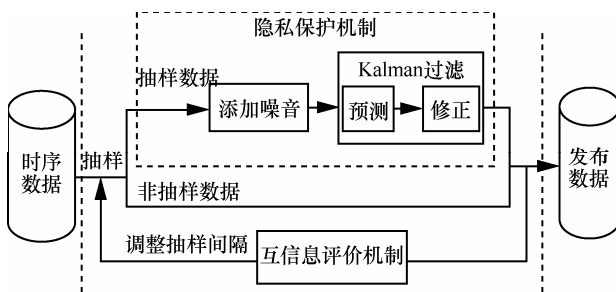 隐私保护机制
抽样数据
Kalman过滤
添加噪音
预测
修正
时序
数据
抽样
发布
数据
非抽样数据
调整抽样间隔
互信息评价机制